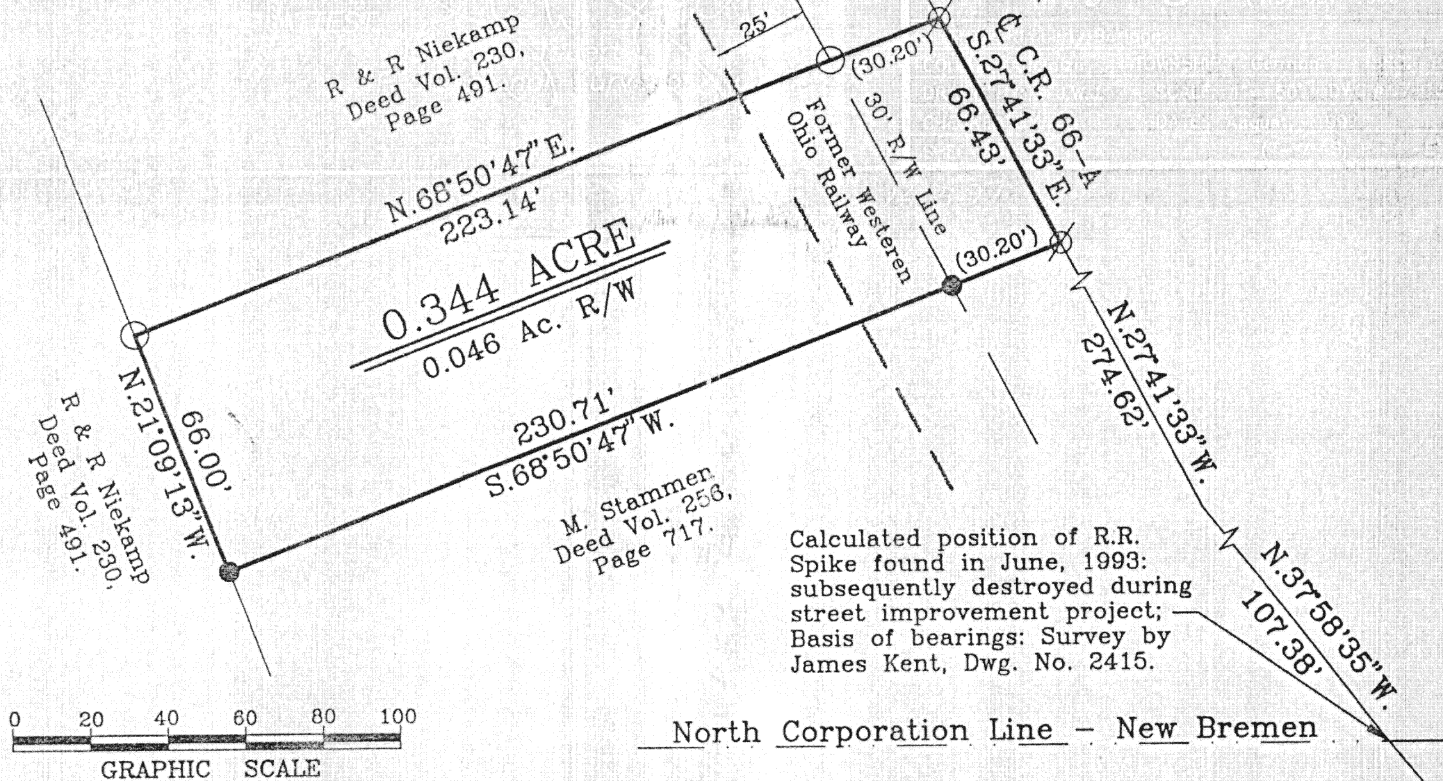 R & R Niekamp
Deed Vol. 230,
Page 491.
25'
(30.20')
℄ C.R. 66-A
S.27°41'33"E.
66.43'
N.68°50'47"E.
223.14'
Former Westeren
Ohio Railway
30' R/W Line
0.344 ACRE
0.046 Ac. R/W
(30.20')
N.21°09'13"W.
66.00'
R & R Niekamp
Deed Vol. 230,
Page 491.
230.71'
S.68°50'47"W.
M. Stammer
Deed Vol. 256,
Page 717.
N.27°41'33"W.
274.62'
Calculated position of R.R.
Spike found in June, 1993:
subsequently destroyed during
street improvement project;
Basis of bearings: Survey by
James Kent, Dwg. No. 2415.
N.37°58'35"W.
107.38'
North Corporation Line - New Bremen
0 20 40 60 80 100
GRAPHIC SCALE